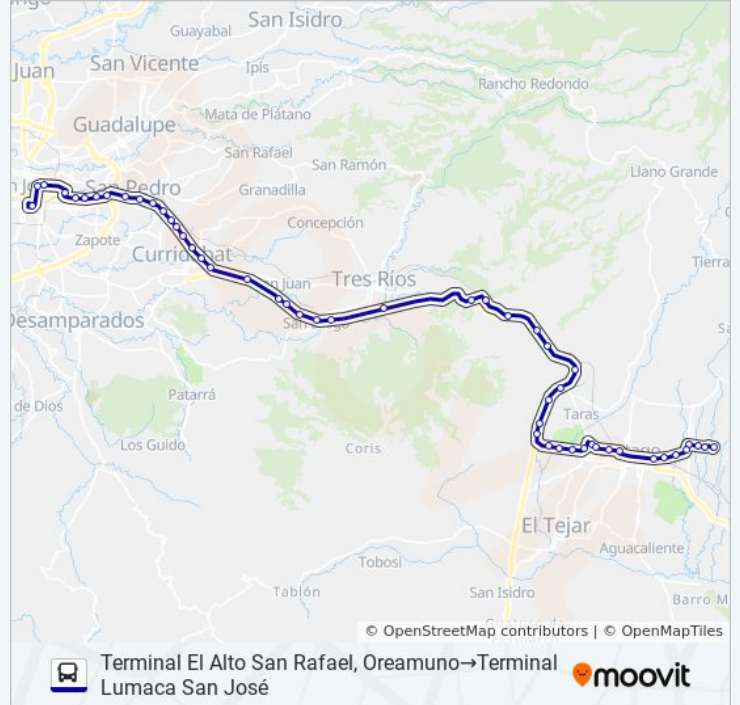 San Isidro
Guayabal
Juan
San Vicente
Ipís
Rancho Redondo
Mata de Plátano
Guadalupe
San Rafael
San Ramón
Llano Grande
San Pedro
Granadilla
Concepción
Zapote
Curridabat
Tierra
Tres Ríos
Desamparados
Patarrá
de Dios
Taras
Los Guido
Coris
El Tejar
Aguacaliente
Tobosi
Tablón
San Isidro
Barro M
© OpenStreetMap contributors | © OpenMapTiles
Terminal El Alto San Rafael, Oreamuno→Terminal
Lumaca San José
moovit